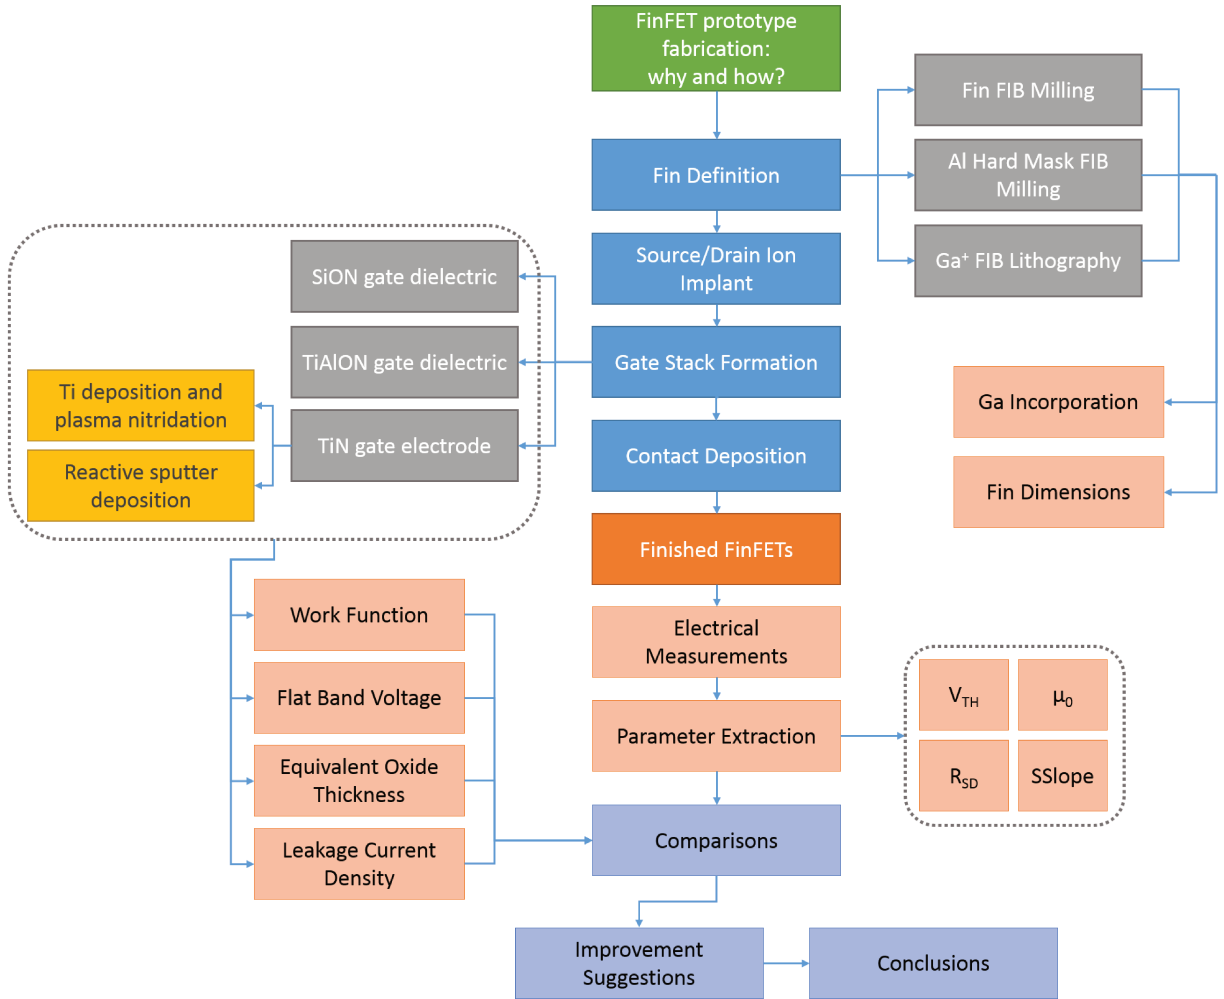 FinFET prototype
fabrication:
why and how?
Fin Definition
Fin FIB Milling
Al Hard Mask FIB
Milling
Ga⁺ FIB Lithography
Source/Drain Ion
Implant
SiON gate dielectric
TiAlON gate dielectric
TiN gate electrode
Gate Stack Formation
Ti deposition and
plasma nitridation
Reactive sputter
deposition
Ga Incorporation
Fin Dimensions
Contact Deposition
Finished FinFETs
Work Function
Flat Band Voltage
Equivalent Oxide
Thickness
Leakage Current
Density
Electrical
Measurements
Parameter Extraction
V_TH
μ₀
R_SD
SSlope
Comparisons
Improvement
Suggestions
Conclusions